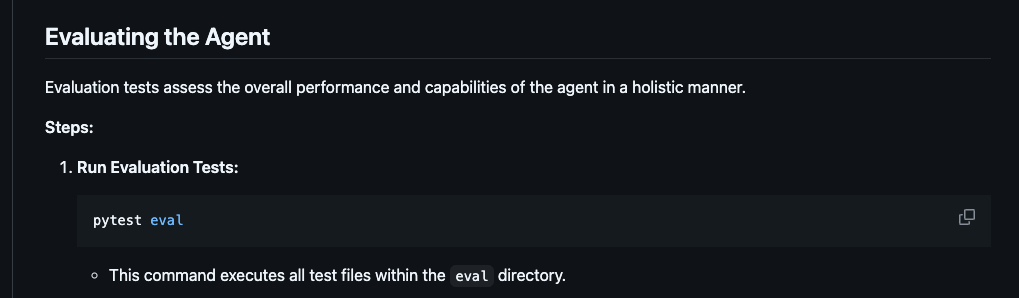 Evaluating the Agent
Evaluation tests assess the overall performance and capabilities of the agent in a holistic manner.
Steps:
1. Run Evaluation Tests:
pytest eval
This command executes all test files within the eval directory.